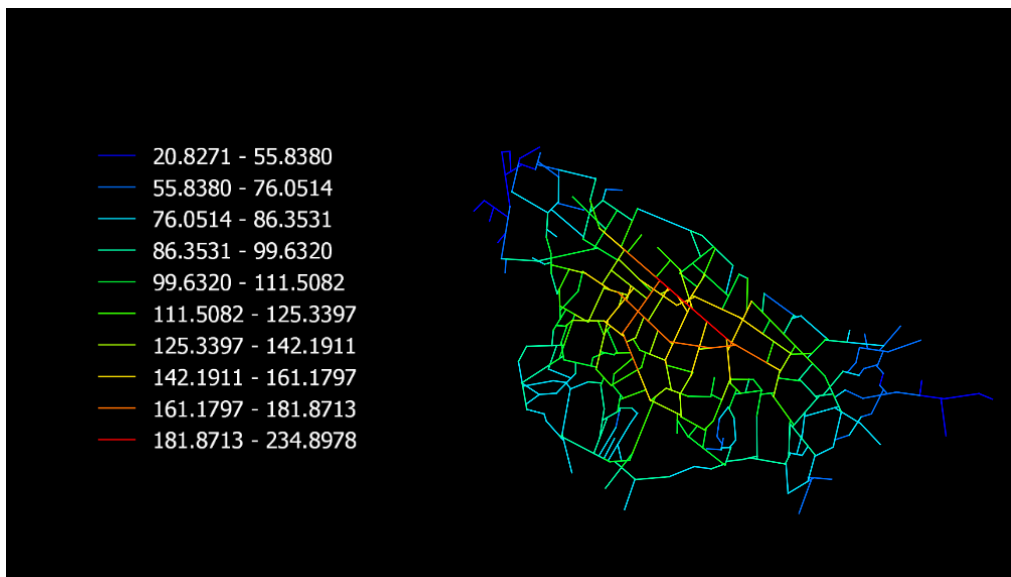 20.8271 - 55.8380
55.8380 - 76.0514
76.0514 - 86.3531
86.3531 - 99.6320
99.6320 - 111.5082
111.5082 - 125.3397
125.3397 - 142.1911
142.1911 - 161.1797
161.1797 - 181.8713
181.8713 - 234.8978